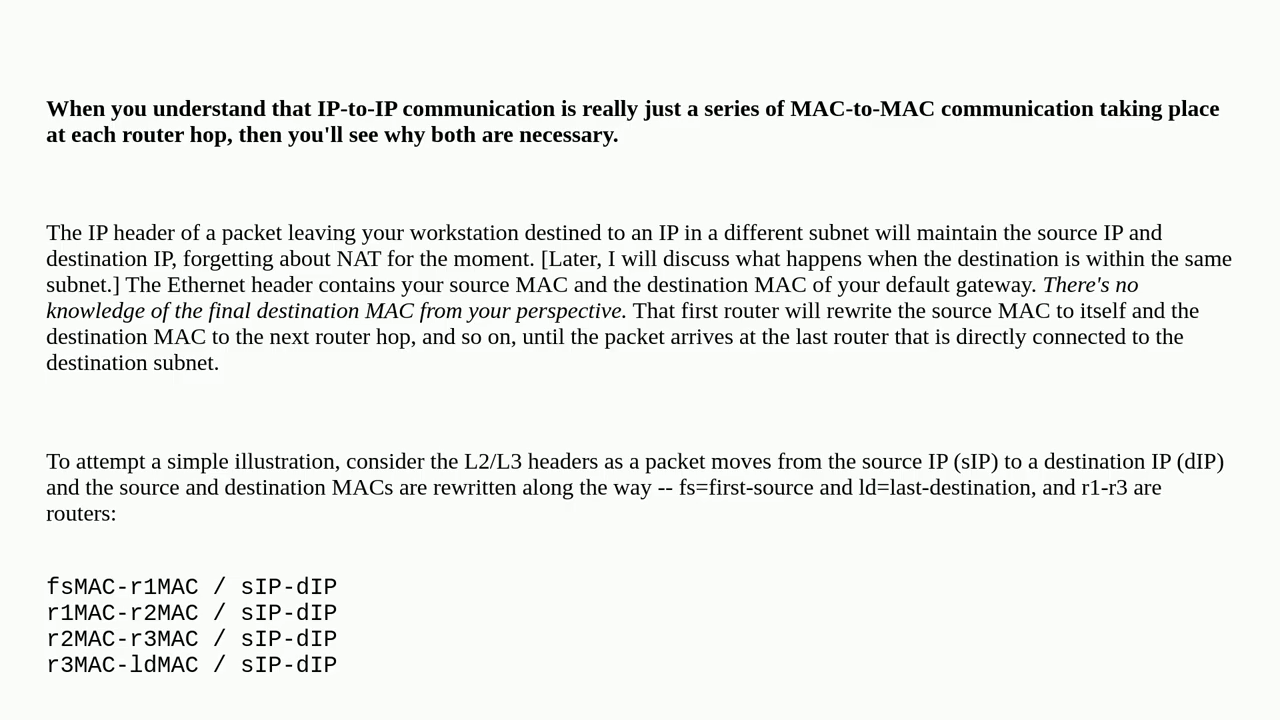 When you understand that IP-to-IP communication is really just a series of MAC-to-MAC communication taking place
at each router hop, then you'll see why both are necessary.
The IP header of a packet leaving your workstation destined to an IP in a different subnet will maintain the source IP and
destination IP, forgetting about NAT for the moment. [Later, I will discuss what happens when the destination is within the same
subnet.] The Ethernet header contains your source MAC and the destination MAC of your default gateway. There's no
knowledge of the final destination MAC from your perspective. That first router will rewrite the source MAC to itself and the
destination MAC to the next router hop, and so on, until the packet arrives at the last router that is directly connected to the
destination subnet.
To attempt a simple illustration, consider the L2/L3 headers as a packet moves from the source IP (sIP) to a destination IP (dIP)
and the source and destination MACs are rewritten along the way -- fs=first-source and ld=last-destination, and r1-r3 are
routers:
fsMAC-r1MAC / sIP-dIP
r1MAC-r2MAC / sIP-dIP
r2MAC-r3MAC / sIP-dIP
r3MAC-ldMAC / sIP-dIP